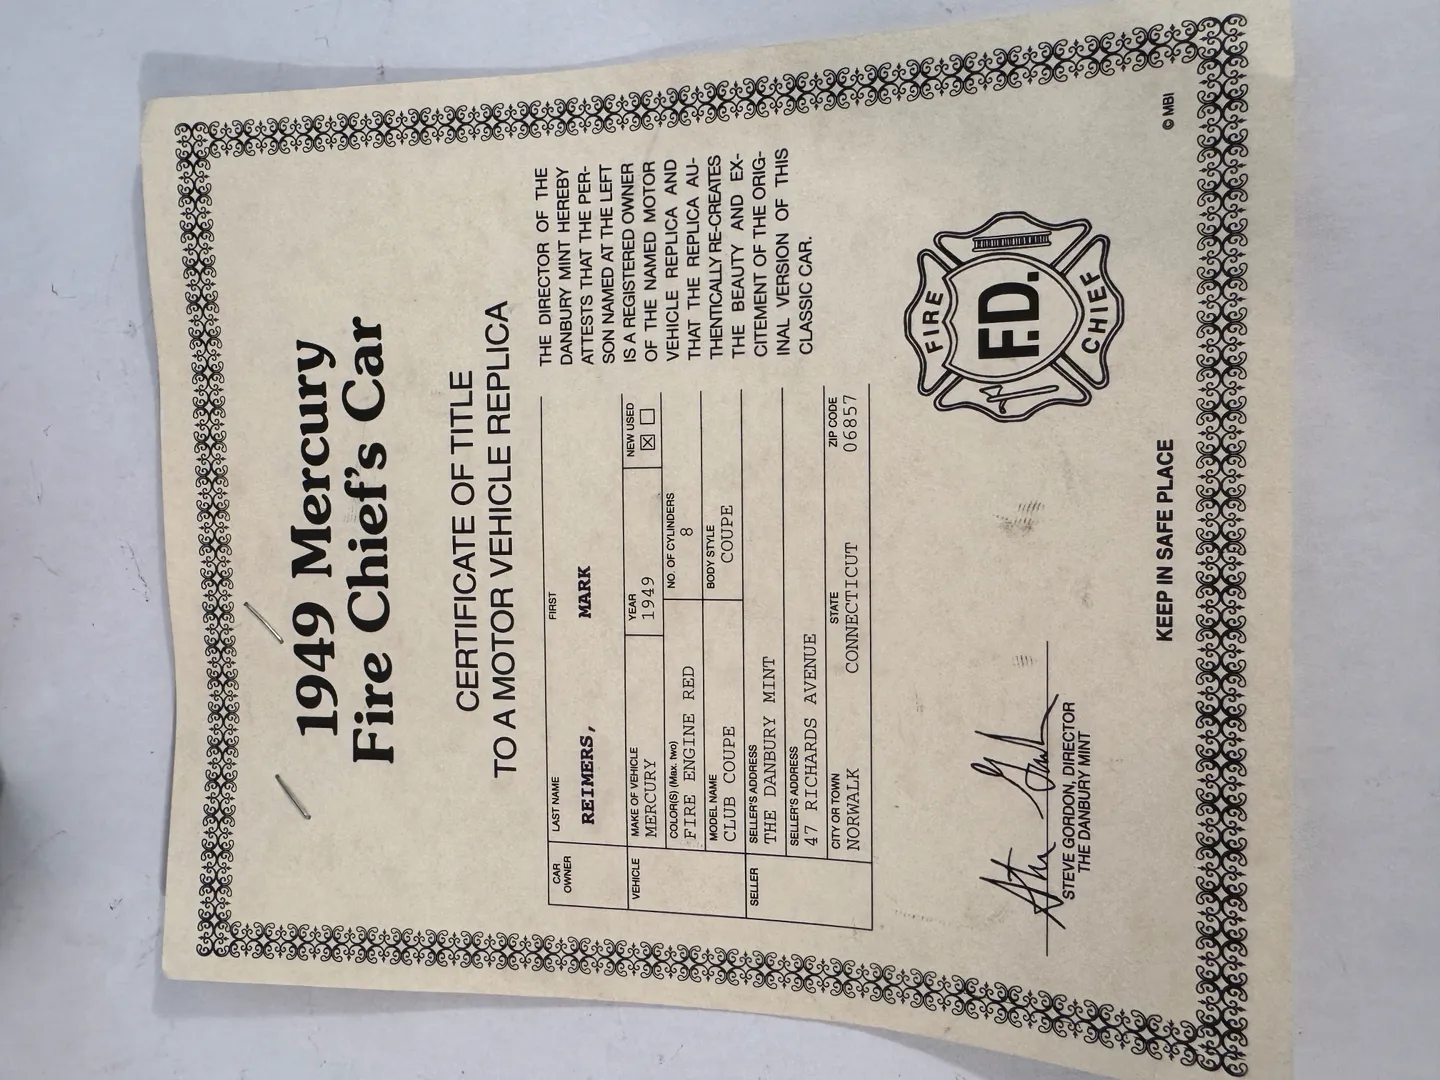 1949 Mercury
Fire Chief's Car
CERTIFICATE OF TITLE
TO A MOTOR VEHICLE REPLICA
CAR OWNER
LAST NAME
FIRST
REIMERS,
MARK
VEHICLE
MAKE OF VEHICLE
MERCURY
YEAR
1949
NEW USED
☒ ☐
COLOR(S) (Max. two)
FIRE ENGINE RED
NO. OF CYLINDERS
8
MODEL NAME
CLUB COUPE
BODY STYLE
COUPE
SELLER
SELLER'S ADDRESS
THE DANBURY MINT
SELLER'S ADDRESS
47 RICHARDS AVENUE
CITY OR TOWN
NORWALK
STATE
CONNECTICUT
ZIP CODE
06857
THE DIRECTOR OF THE
DANBURY MINT HEREBY
ATTESTS THAT THE PER-
SON NAMED AT THE LEFT
IS A REGISTERED OWNER
OF THE NAMED MOTOR
VEHICLE REPLICA AND
THAT THE REPLICA AU-
THENTICALLY RE-CREATES
THE BEAUTY AND EX-
CITEMENT OF THE ORIG-
INAL VERSION OF THIS
CLASSIC CAR.
Steve Gordon
STEVE GORDON, DIRECTOR
THE DANBURY MINT
FIRE
F.D.
CHIEF
KEEP IN SAFE PLACE
© MBI